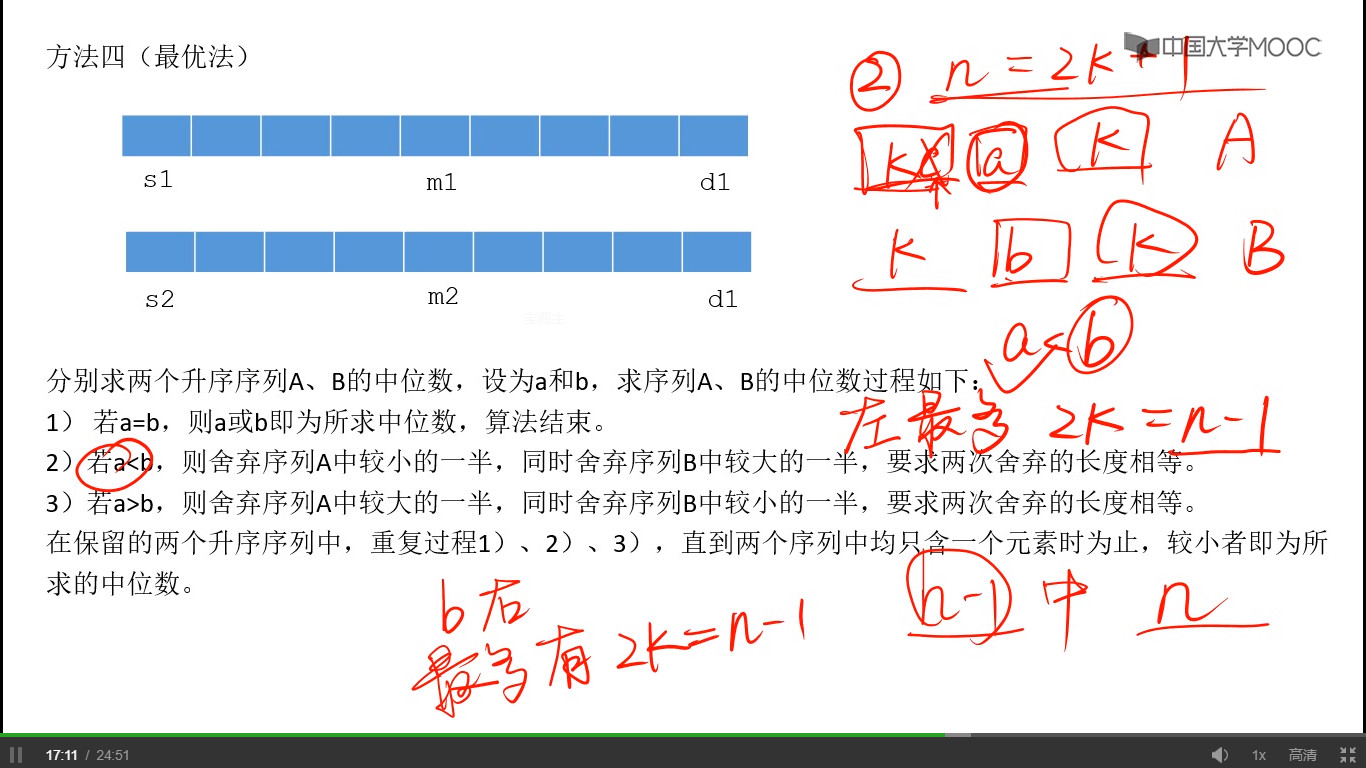 方法四（最优法）
中国大学MOOC
② n = 2k+1
s1 m1 d1
k a k A
s2 m2 d1
k b k B
a<b
分别求两个升序序列A、B的中位数，设为a和b，求序列A、B的中位数过程如下：
1） 若a=b，则a或b即为所求中位数，算法结束。
左最多 2k=n-1
2）若a<b，则舍弃序列A中较小的一半，同时舍弃序列B中较大的一半，要求两次舍弃的长度相等。
3）若a>b，则舍弃序列A中较大的一半，同时舍弃序列B中较小的一半，要求两次舍弃的长度相等。
在保留的两个升序序列中，重复过程1）、2）、3），直到两个序列中均只含一个元素时为止，较小者即为所
求的中位数。
n-1 中 n
b右
最多有 2k=n-1
17:11 / 24:51
1x 高清